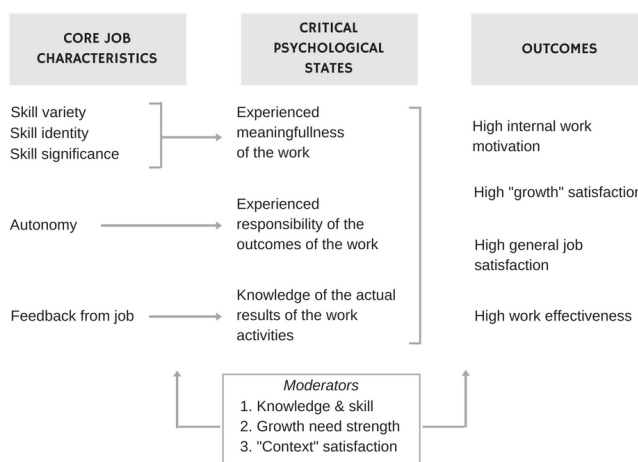 CORE JOB
CHARACTERISTICS
CRITICAL
PSYCHOLOGICAL
STATES
OUTCOMES
Skill variety
Skill identity
Skill significance
Experienced
meaningfullness
of the work
Autonomy
Experienced
responsibility of the
outcomes of the work
Feedback from job
Knowledge of the actual
results of the work
activities
High internal work
motivation
High "growth" satisfaction
High general job
satisfaction
High work effectiveness
Moderators
1. Knowledge & skill
2. Growth need strength
3. "Context" satisfaction